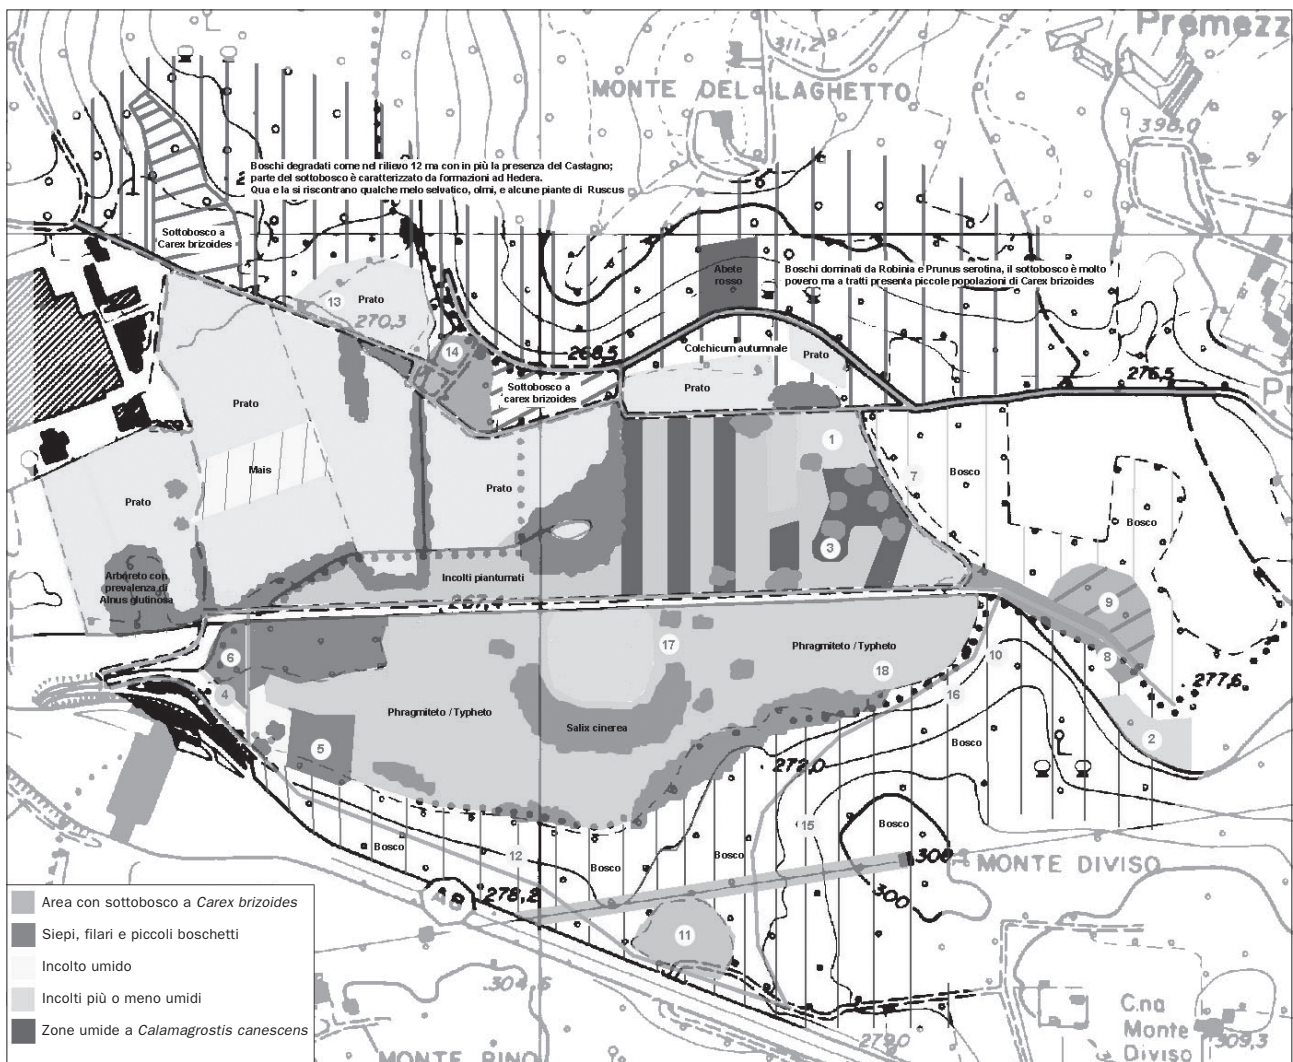 Premezz
311,2
MONTE DEL LAGHETTO
398,0
Boschi degradati come nel rilievo 12 ma con in più la presenza del Castagno;
parte del sottobosco è caratterizzato da formazioni ad Hedera.
Qua e la si riscontrano qualche melo selvatico, olmi, e alcune piante di Ruscus
Sottobosco a
Carex brizoides
Abete
rosso
Boschi dominati da Robinia e Prunus serotina, il sottobosco è molto
povero ma a tratti presenta piccole popolazioni di Carex brizoides
13
Prato
270,3
14
268,5
Colchicum autumnale
Prato
276,5
Sottobosco a
carex brizoides
Prato
Prato
1
Mais
7
Bosco
Prato
Prato
Bosco
3
Arboreto con
prevalenza di
Alnus glutinosa
Incolti piantumati
267,4
9
17
6
Phragmiteto / Typheto
10
8
18
277,6
4
16
Phragmiteto / Typheto
Salix cinerea
2
5
Bosco
272,0
15
Bosco
Bosco
12
Bosco
Bosco
300
MONTE DIVISO
A8
278,2
300
Area con sottobosco a Carex brizoides
11
Siepi, filari e piccoli boschetti
Incolto umido
304,6
Incolti più o meno umidi
C.na
Monte
Diviso
Zone umide a Calamagrostis canescens
279,0
309,3
MONTE PINO